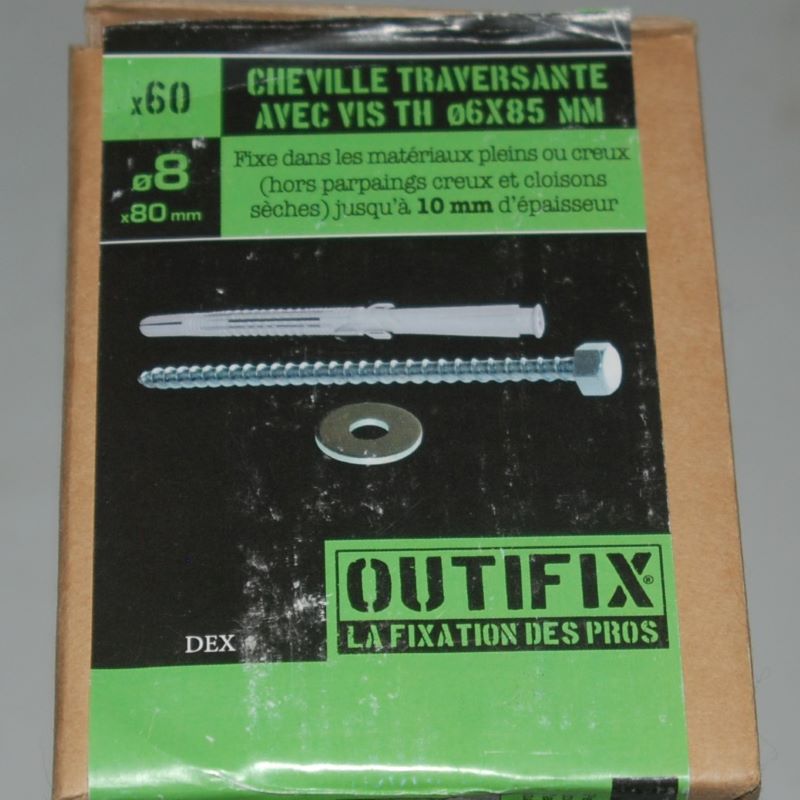 x60
CHEVILLE TRAVERSANTE
AVEC VIS TH ø6X85 MM
ø8
x80 mm
Fixe dans les matériaux pleins ou creux
(hors parpaings creux et cloisons
sèches) jusqu'à 10 mm d'épaisseur
OUTIFIX®
LA FIXATION DES PROS
DEX